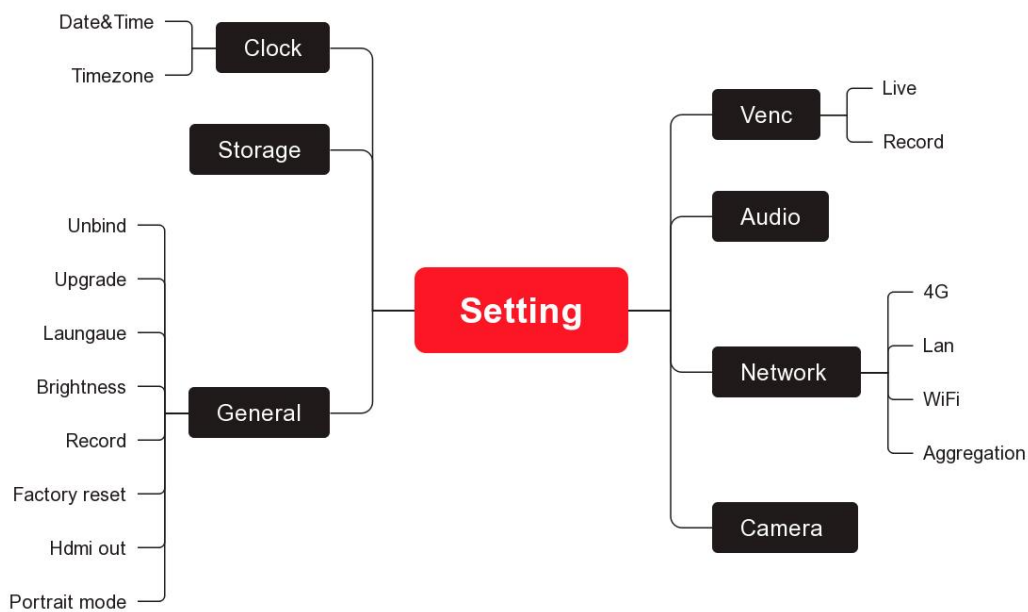 Date&Time
Timezone
Clock
Storage
Unbind
Upgrade
Laungaue
Brightness
Record
Factory reset
Hdmi out
Portrait mode
General
Setting
Venc
Live
Record
Audio
Network
4G
Lan
WiFi
Aggregation
Camera